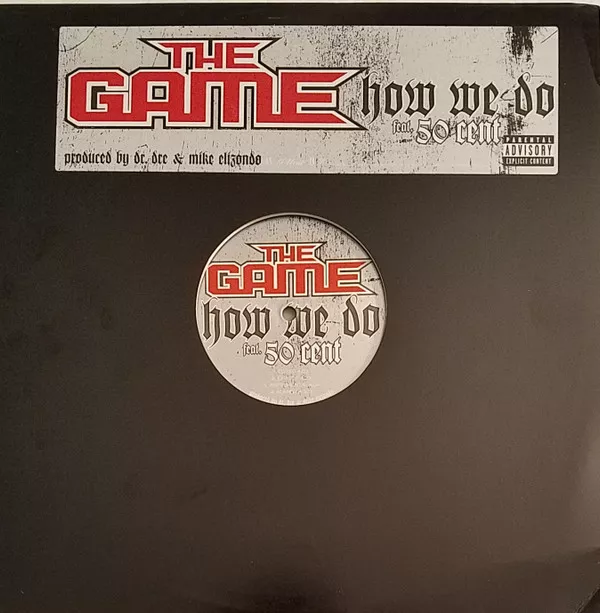 THE
GAME
how we do
feat. 50 cent
produced by dr. dre & mike elizondo
PARENTAL
ADVISORY
EXPLICIT CONTENT
THE
GAME
how we do
feat. 50 cent